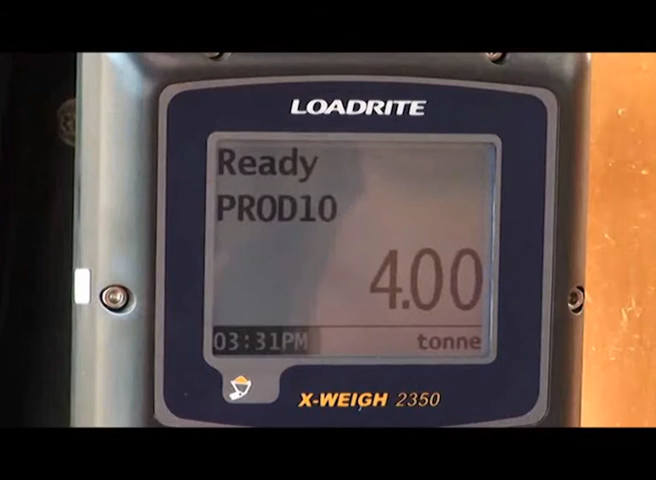 LOADRITE
Ready
PROD10
4.00
03:31PM tonne
X-WEIGH 2350